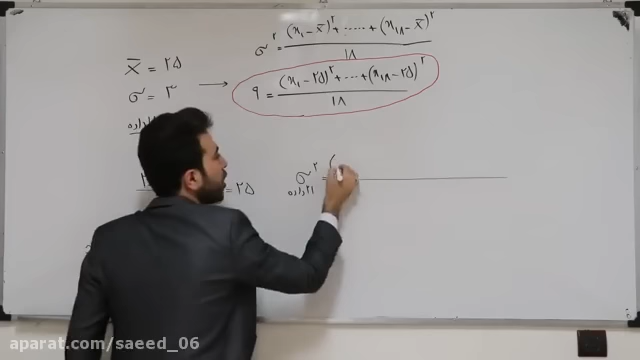 σ² = (x₁ − x̄)² + ····· + (x₁₈ − x̄)² / ۱۸
x̄ = ۲۵
σ = ۳
۹ = (x₁ − ۲۵)² + ··· + (x₁₈ − ۲۵)² / ۱۸
= ۲۵
σ² = (
داده
aparat.com/saeed_06